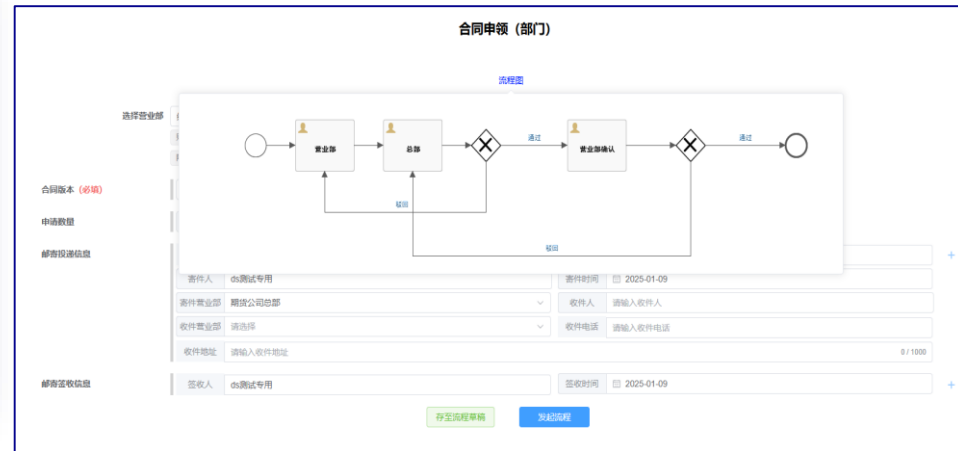 合同申领（部门）
流程图
选择营业部
营业部
总部
通过
营业部确认
通过
驳回
驳回
合同版本（必填）
申请数量
邮寄投递信息
寄件人 ds测试专用 寄件时间 2025-01-09
寄件营业部 期货公司总部 收件人 请输入收件人
收件营业部 请选择 收件电话 请输入收件电话
收件地址 请输入收件地址 0 / 1000
邮寄签收信息 签收人 ds测试专用 签收时间 2025-01-09
存至流程草稿 发起流程